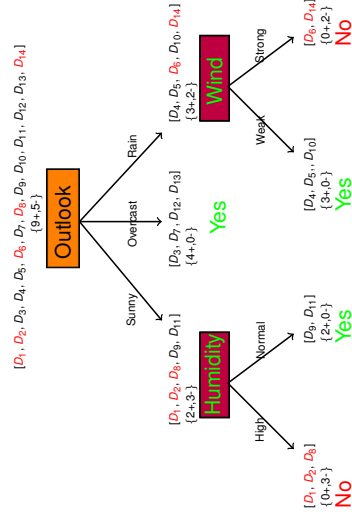 [D1, D2, D3, D4, D5, D6, D7, D8, D9, D10, D11, D12, D13, D14]
{9+,5-}
Outlook
Sunny
Overcast
Rain
[D1, D2, D8, D9, D11]
{2+,3-}
Humidity
[D3, D7, D12, D13]
{4+,0-}
Yes
[D4, D5, D6, D10, D14]
{3+,2-}
Wind
High
Normal
Weak
Strong
[D1, D2, D8]
{0+,3-}
No
[D9, D11]
{2+,0-}
Yes
[D4, D5,, D10]
{3+,0-}
Yes
[D6, D14]
{0+,2-}
No